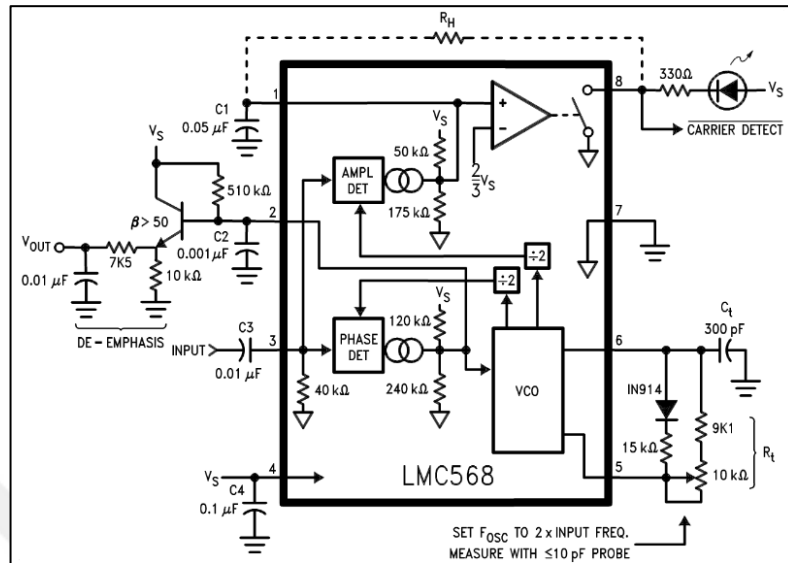 R_H
1
8
330Ω
V_S
CARRIER DETECT
C1
0.05 µF
V_S
50 kΩ
+
−
2/3 V_S
AMPL
DET
175 kΩ
V_S
510 kΩ
β > 50
2
7
V_OUT
7K5
C2
0.001 µF
0.01 µF
10 kΩ
÷2
÷2
DE-EMPHASIS
V_S
120 kΩ
C3
INPUT
3
0.01 µF
PHASE
DET
40 kΩ
240 kΩ
VCO
6
C_t
300 pF
IN914
9K1
15 kΩ
R_t
10 kΩ
5
V_S
4
LMC568
C4
0.1 µF
SET F_OSC TO 2 x INPUT FREQ.
MEASURE WITH ≤10 pF PROBE